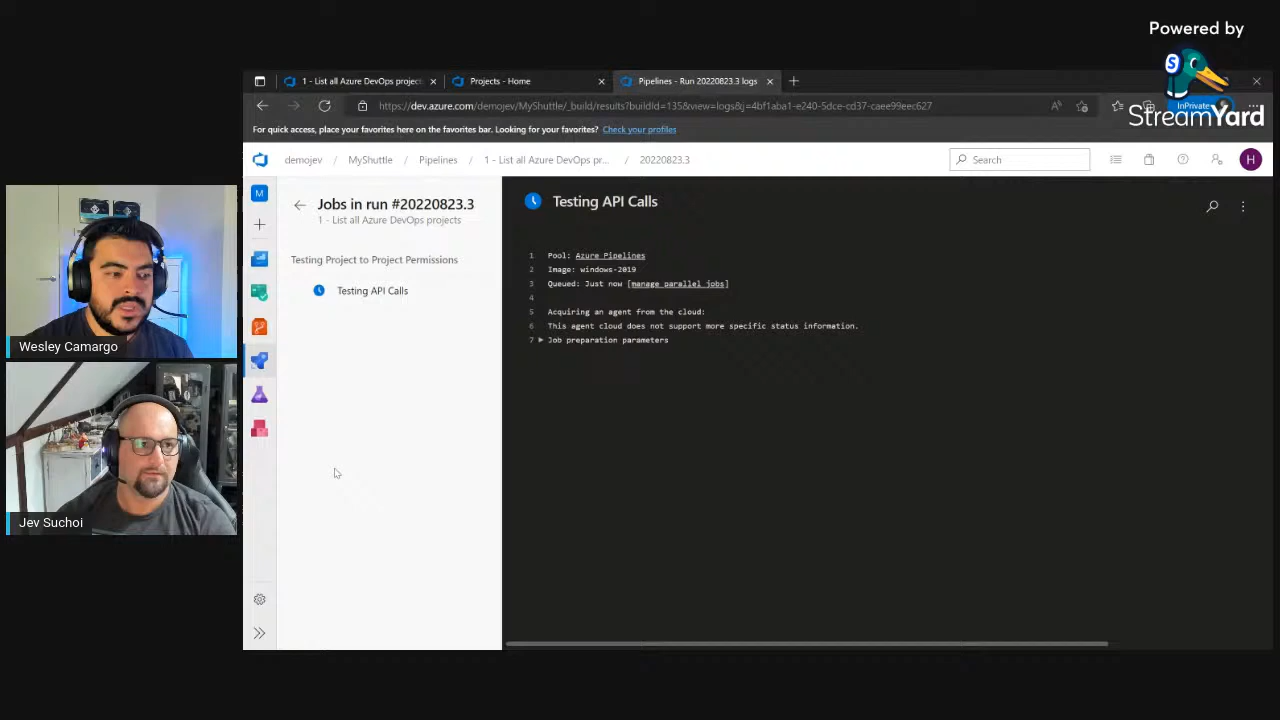 Powered by
S
StreamYard
1 - List all Azure DevOps project
Projects - Home
Pipelines - Run 20220823.3 logs
https://dev.azure.com/demojev/MyShuttle/_build/results?buildId=135&view=logs&j=4bf1aba1-e240-5dce-cd37-caee99eec627
InPrivate
For quick access, place your favorites here on the favorites bar. Looking for your favorites? Check your profiles
demojev / MyShuttle / Pipelines / 1 - List all Azure DevOps pr... / 20220823.3
Search
H
M
Jobs in run #20220823.3
1 - List all Azure DevOps projects
Testing Project to Project Permissions
Testing API Calls
Testing API Calls
1 Pool: Azure Pipelines
2 Image: windows-2019
3 Queued: Just now [manage parallel jobs]
4
5 Acquiring an agent from the cloud:
6 This agent cloud does not support more specific status information.
7 Job preparation parameters
Wesley Camargo
Jev Suchoi